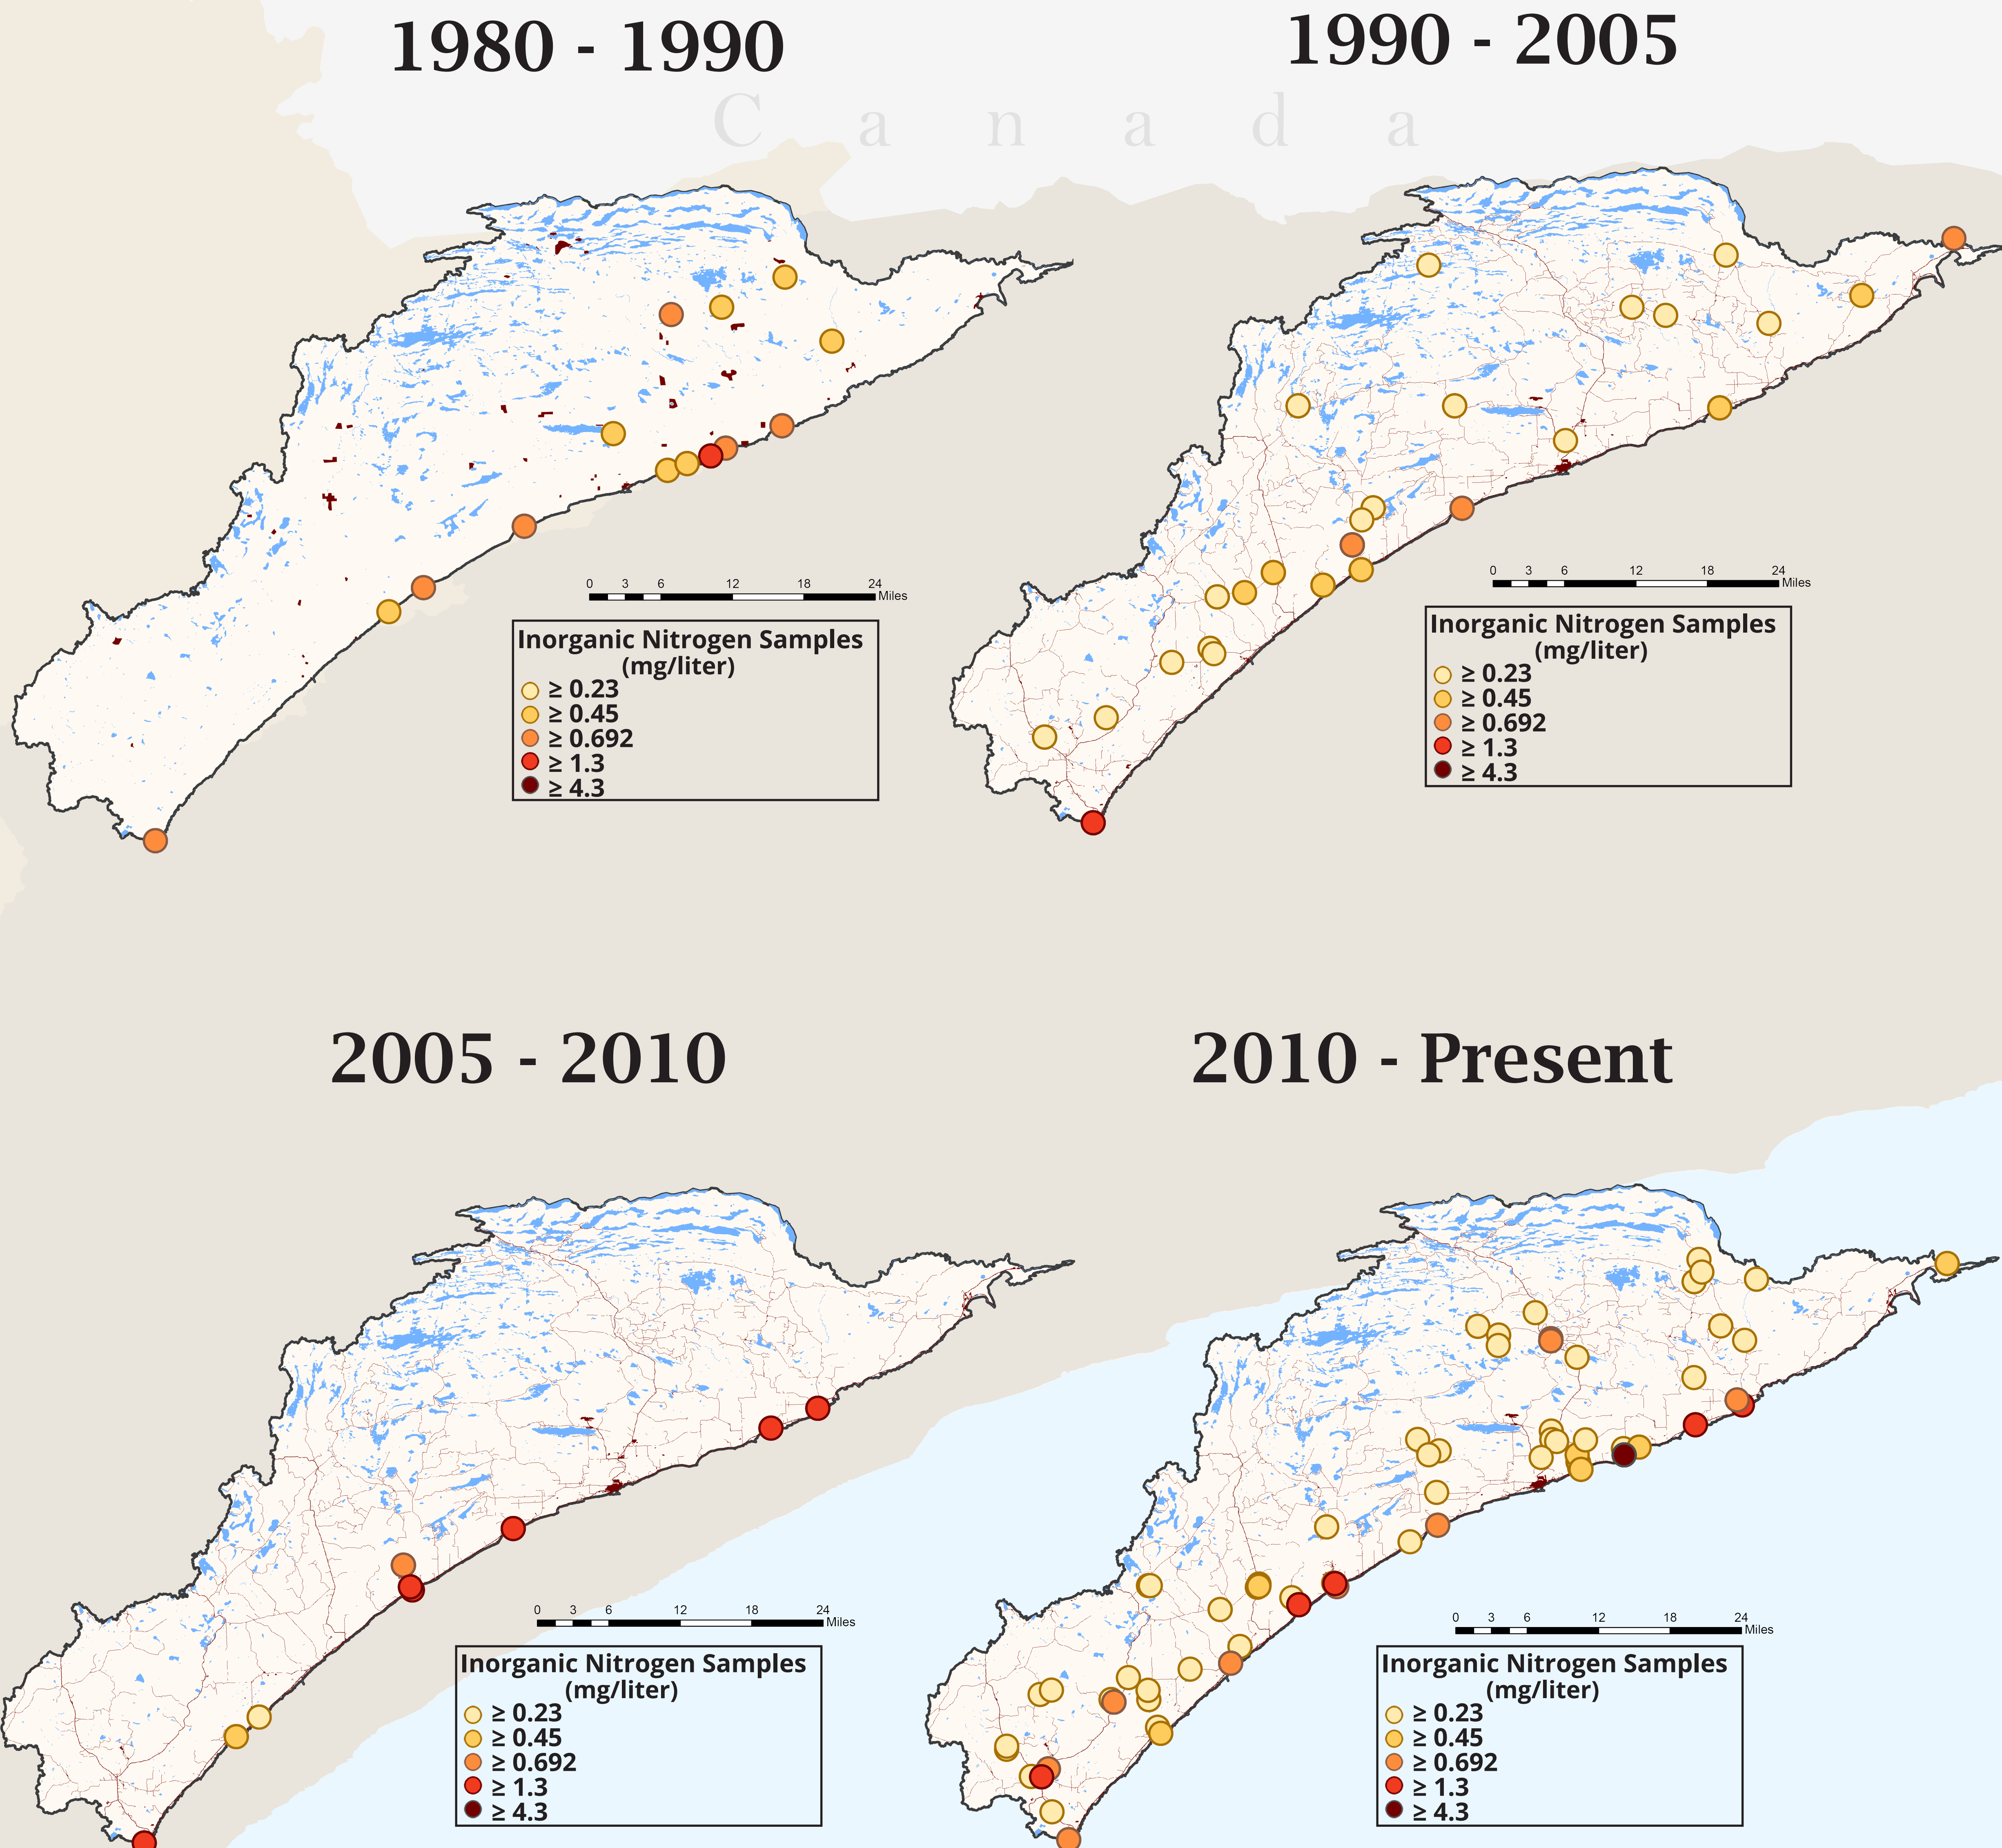 1980 - 1990
1990 - 2005
Canada
0 3 6 12 18 24
Miles
Inorganic Nitrogen Samples
(mg/liter)
≥ 0.23
≥ 0.45
≥ 0.692
≥ 1.3
≥ 4.3
0 3 6 12 18 24
Miles
Inorganic Nitrogen Samples
(mg/liter)
≥ 0.23
≥ 0.45
≥ 0.692
≥ 1.3
≥ 4.3
2005 - 2010
2010 - Present
0 3 6 12 18 24
Miles
Inorganic Nitrogen Samples
(mg/liter)
≥ 0.23
≥ 0.45
≥ 0.692
≥ 1.3
≥ 4.3
0 3 6 12 18 24
Miles
Inorganic Nitrogen Samples
(mg/liter)
≥ 0.23
≥ 0.45
≥ 0.692
≥ 1.3
≥ 4.3